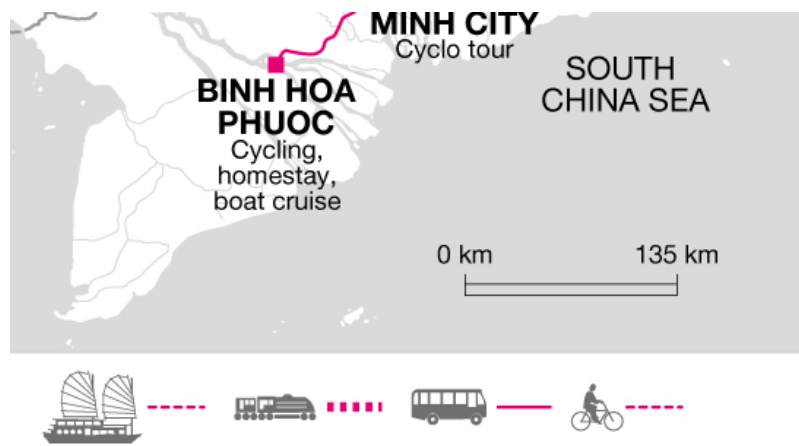 MINH CITY
Cyclo tour
SOUTH
CHINA SEA
BINH HOA
PHUOC
Cycling,
homestay,
boat cruise
0 km
135 km